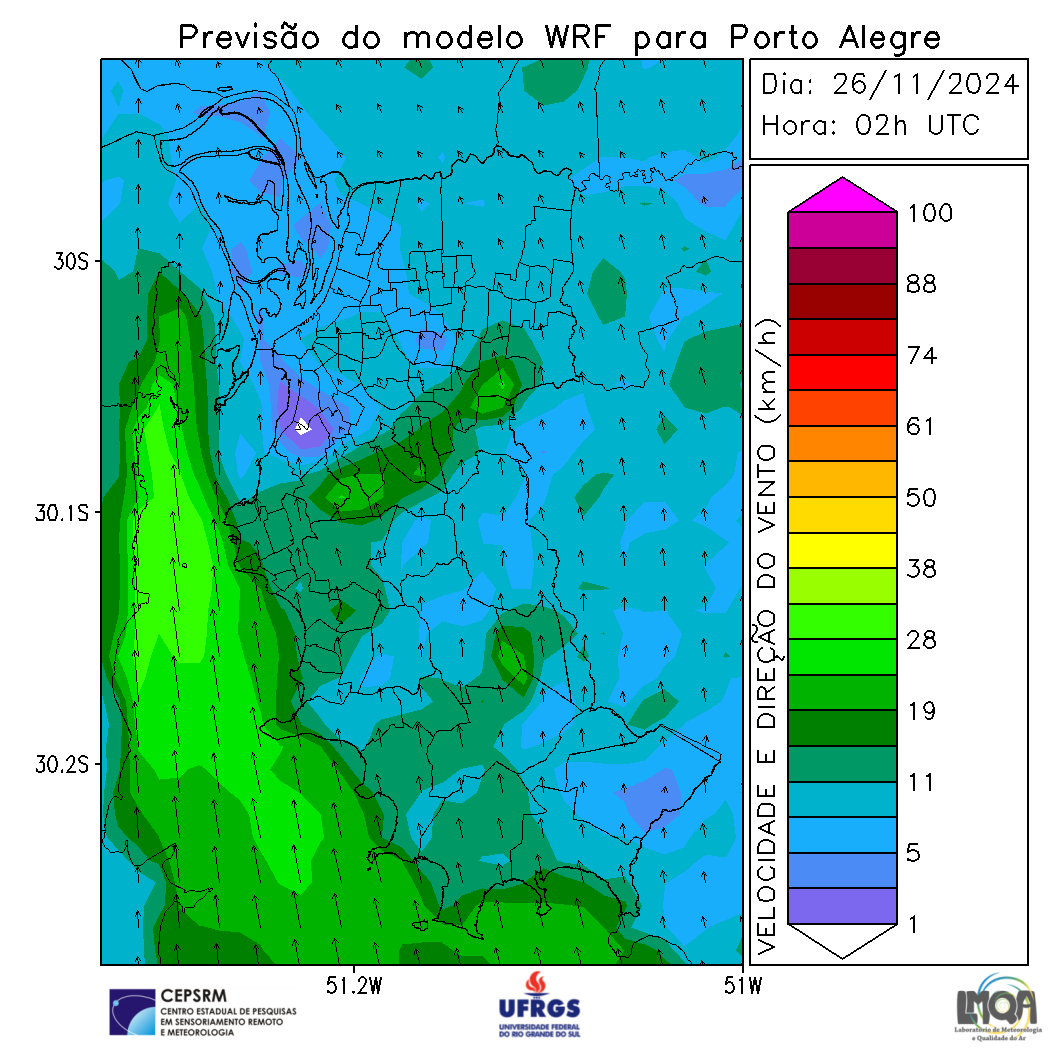 Previsão do modelo WRF para Porto Alegre
Dia: 26/11/2024
Hora: 02h UTC
30S
30.1S
30.2S
51.2W
51W
VELOCIDADE E DIREÇÃO DO VENTO (km/h)
100
88
74
61
50
38
28
19
11
5
1
CEPSRM
CENTRO ESTADUAL DE PESQUISAS
EM SENSORIAMENTO REMOTO
E METEOROLOGIA
UFRGS
UNIVERSIDADE FEDERAL
DO RIO GRANDE DO SUL
LMQA
Laboratório de Meteorologia
e Qualidade do Ar